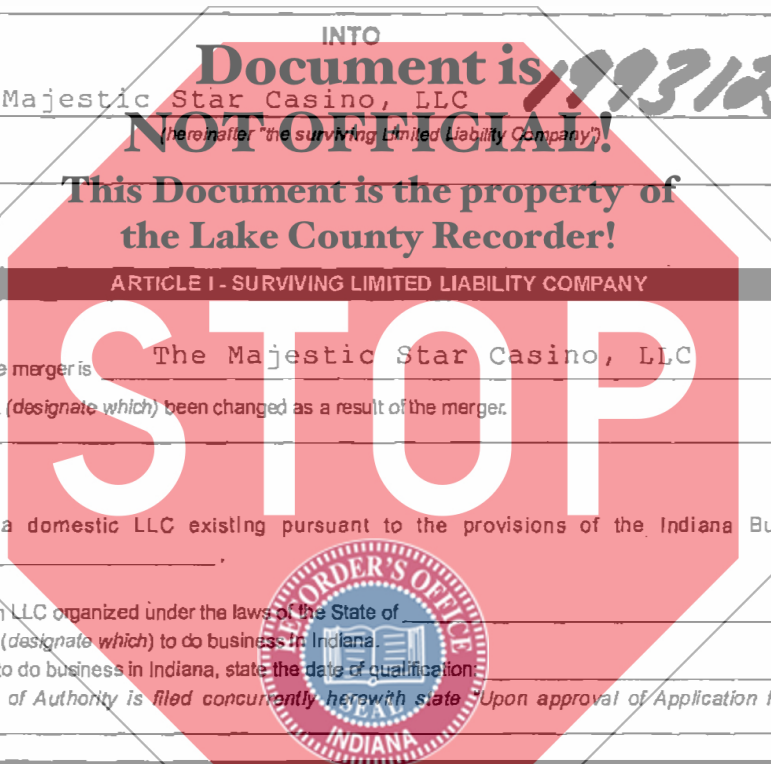 INTO
Document is
199312
Majestic Star Casino, LLC
NOT OFFICIAL!
(hereinafter "the surviving Limited Liability Company")
This Document is the property of
the Lake County Recorder!
ARTICLE I - SURVIVING LIMITED LIABILITY COMPANY
STOP
e merger is The Majestic Star Casino, LLC
(designate which) been changed as a result of the merger.
a domestic LLC existing pursuant to the provisions of the Indiana Bu
n LLC organized under the laws of the State of
(designate which) to do business in Indiana.
to do business in Indiana, state the date of qualification:
of Authority is filed concurrently herewith state "Upon approval of Application f
RECORDER'S OFFICE
SEAL
INDIANA